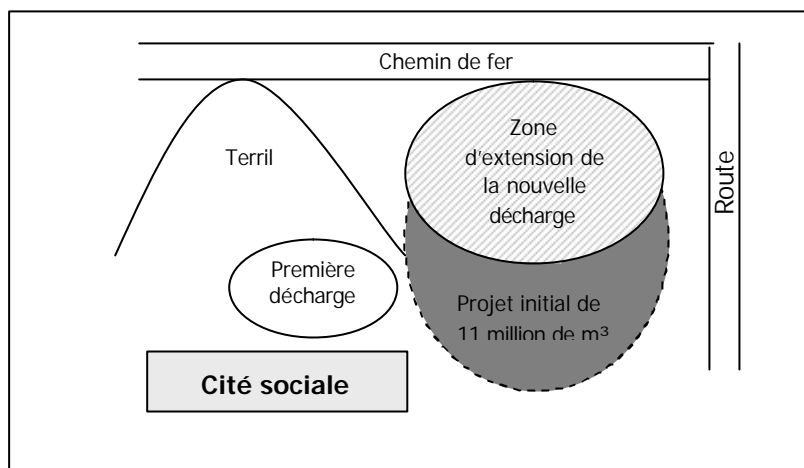 Chemin de fer
Zone
d'extension de
la nouvelle
décharge
Terril
Route
Première
décharge
Projet initial de
11 million de m³
Cité sociale